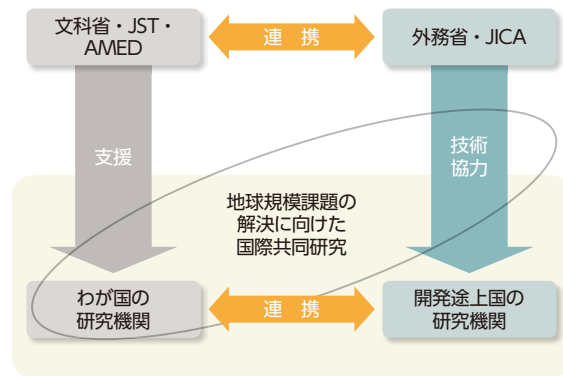 文科省・JST・
AMED
連携
外務省・JICA
支援
技術
協力
地球規模課題の
解決に向けた
国際共同研究
わが国の
研究機関
連携
開発途上国の
研究機関